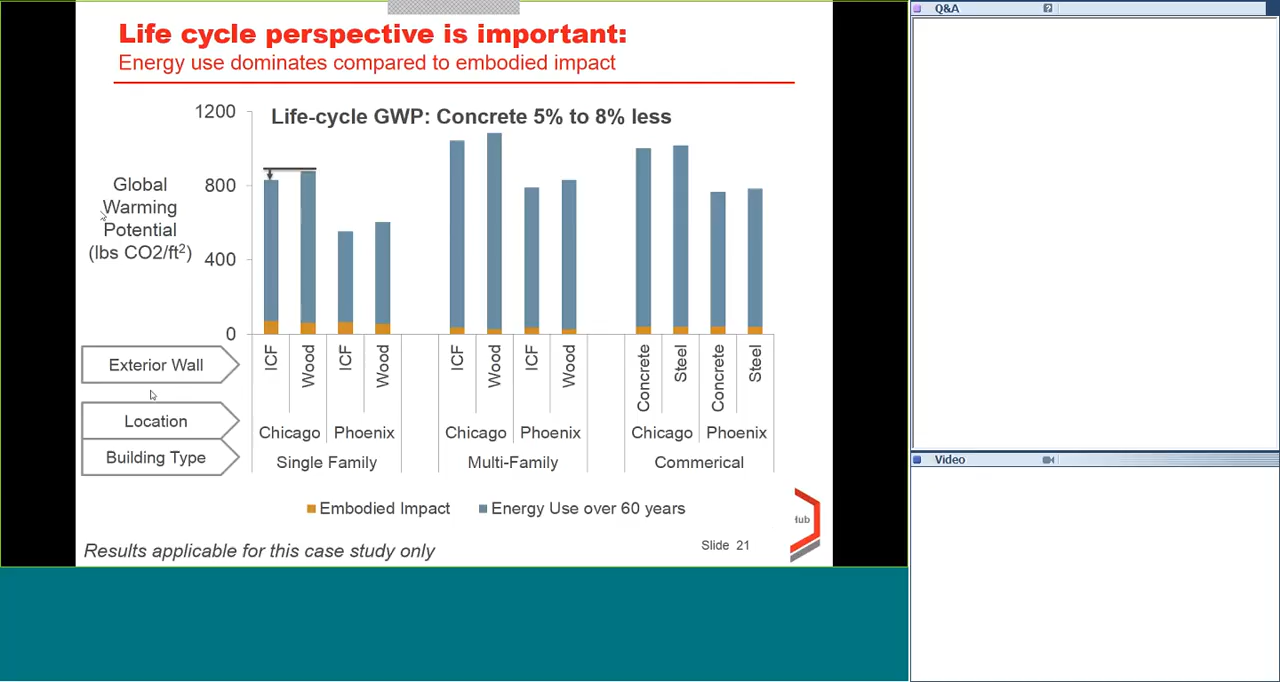 Life cycle perspective is important:
Energy use dominates compared to embodied impact
Life-cycle GWP: Concrete 5% to 8% less
1200
800
400
0
Global
Warming
Potential
(lbs CO2/ft²)
Exterior Wall
ICF
Wood
ICF
Wood
ICF
Wood
ICF
Wood
Concrete
Steel
Concrete
Steel
Location
Chicago Phoenix
Chicago Phoenix
Chicago Phoenix
Building Type
Single Family
Multi-Family
Commerical
Embodied Impact
Energy Use over 60 years
Results applicable for this case study only
Slide 21
Hub
Q&A
?
Video